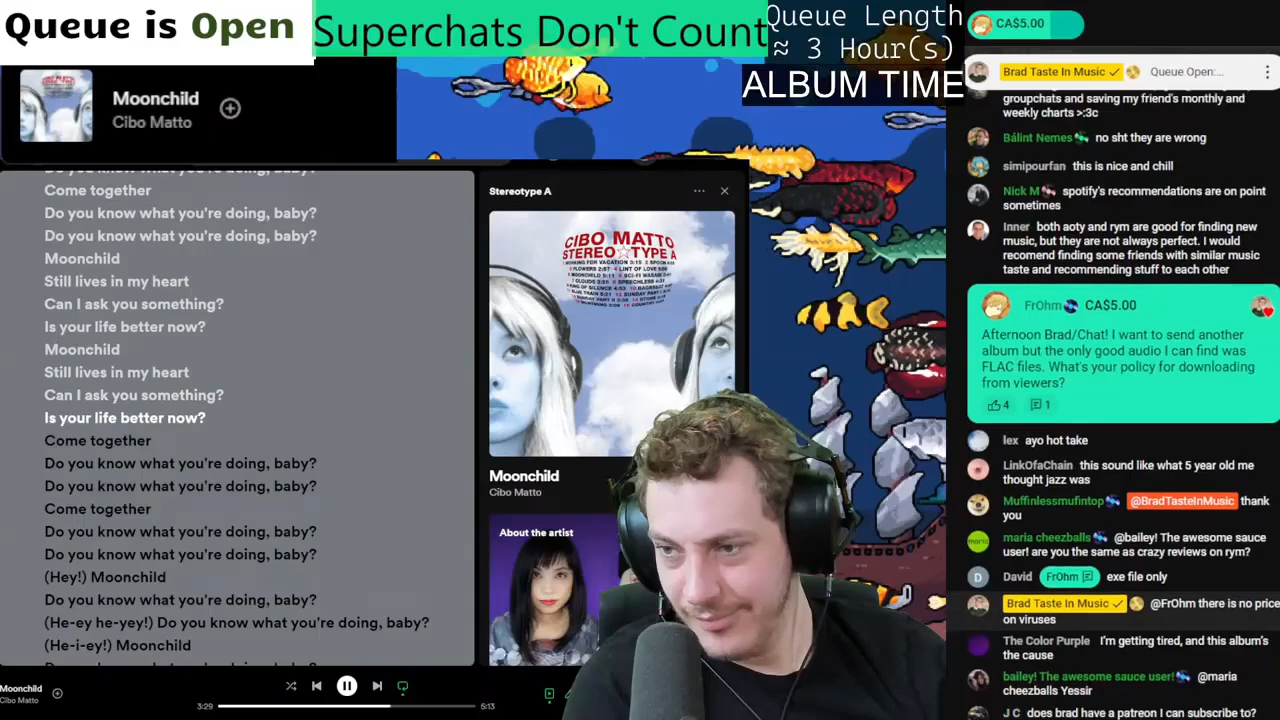 Queue is Open
Superchats Don't Count
Queue Length
≈ 3 Hour(s)
ALBUM TIME
Moonchild
Cibo Matto
Do you know what you're doing, baby?
Come together
Do you know what you're doing, baby?
Do you know what you're doing, baby?
Moonchild
Still lives in my heart
Can I ask you something?
Is your life better now?
Moonchild
Still lives in my heart
Can I ask you something?
Is your life better now?
Come together
Do you know what you're doing, baby?
Do you know what you're doing, baby?
Come together
Do you know what you're doing, baby?
Do you know what you're doing, baby?
(Hey!) Moonchild
Do you know what you're doing, baby?
(He-ey he-yey!) Do you know what you're doing, baby?
(He-i-ey!) Moonchild
Stereotype A
CIBO MATTO
STEREO TYPE A
Moonchild
Cibo Matto
About the artist
Moonchild
Cibo Matto
3:29
CA$5.00
Brad Taste In Music
Queue Open:...
groupchats and saving my friend's monthly and
weekly charts >:3c
Bálint Nemes no sht they are wrong
simipourfan this is nice and chill
Nick M spotify's recommendations are on point
sometimes
Inner both aoty and rym are good for finding new
music, but they are not always perfect. I would
recomend finding some friends with similar music
taste and recommending stuff to each other
FrOhm CA$5.00
Afternoon Brad/Chat! I want to send another
album but the only good audio I can find was
FLAC files. What's your policy for downloading
from viewers?
4
1
lex ayo hot take
LinkOfaChain this sound like what 5 year old me
thought jazz was
Muffinlessmufintop @BradTasteInMusic thank
you
maria cheezballs @bailey! The awesome sauce
user! are you the same as crazy reviews on rym?
David FrOhm exe file only
Brad Taste In Music @FrOhm there is no price
on viruses
The Color Purple I'm getting tired, and this album's
the cause
bailey! The awesome sauce user! @maria
cheezballs Yessir
J C does brad have a patreon I can subscribe to?